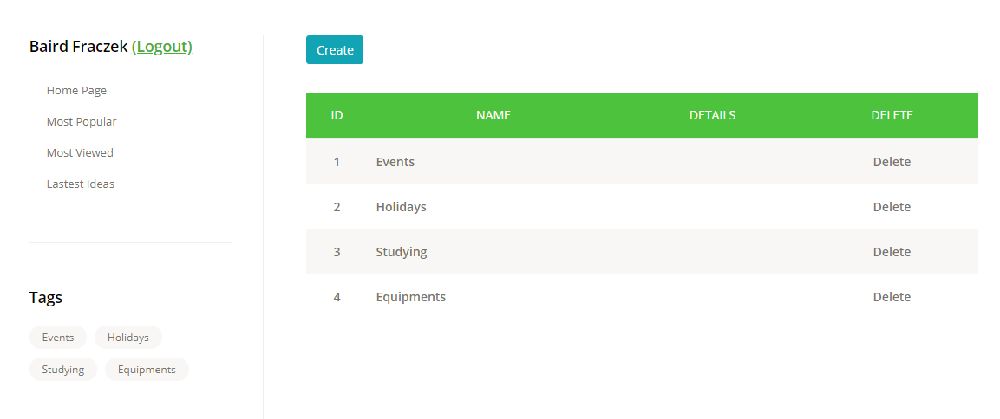 Baird Fraczek (Logout)
Home Page
Most Popular
Most Viewed
Lastest Ideas
Tags
Events Holidays
Studying Equipments
Create
ID NAME DETAILS DELETE
1 Events Delete
2 Holidays Delete
3 Studying Delete
4 Equipments Delete